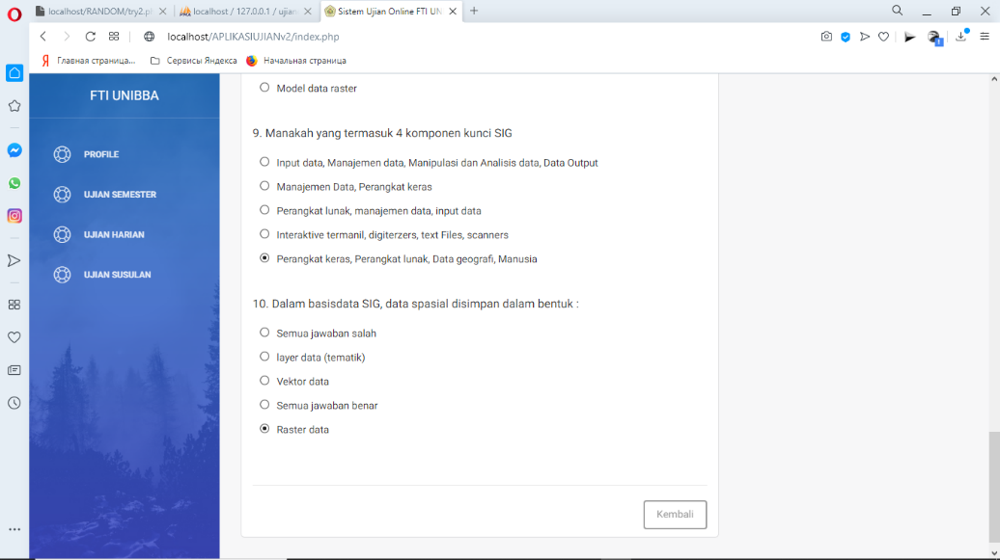 localhost/RANDOM/try2.ph
localhost / 127.0.0.1 / ujian
Sistem Ujian Online FTI UN
localhost/APLIKASIUJIANv2/index.php
Главная страница...
Сервисы Яндекса
Начальная страница
FTI UNIBBA
PROFILE
UJIAN SEMESTER
UJIAN HARIAN
UJIAN SUSULAN
Model data raster
9. Manakah yang termasuk 4 komponen kunci SIG
Input data, Manajemen data, Manipulasi dan Analisis data, Data Output
Manajemen Data, Perangkat keras
Perangkat lunak, manajemen data, input data
Interaktive termanil, digiterzers, text Files, scanners
Perangkat keras, Perangkat lunak, Data geografi, Manusia
10. Dalam basisdata SIG, data spasial disimpan dalam bentuk :
Semua jawaban salah
layer data (tematik)
Vektor data
Semua jawaban benar
Raster data
Kembali